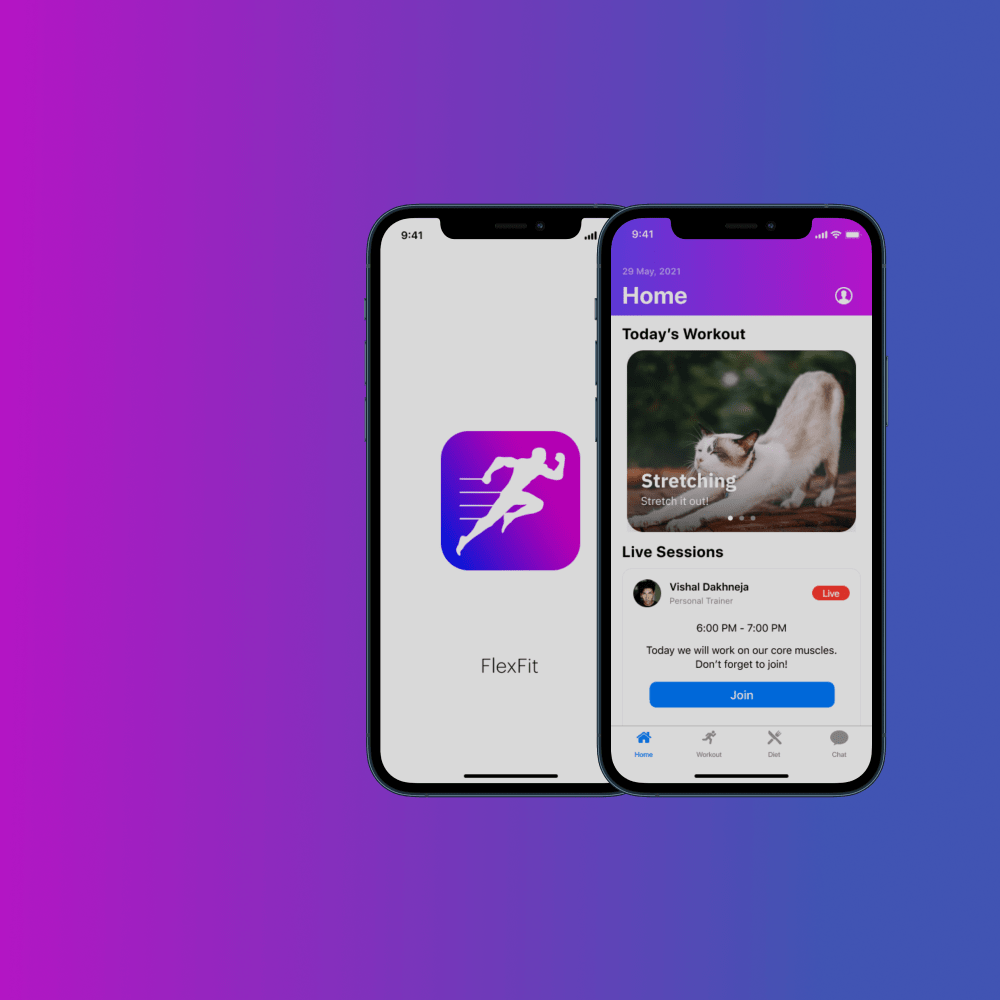 9:41
FlexFit
9:41
29 May, 2021
Home
Today’s Workout
Stretching
Stretch it out!
Live Sessions
Vishal Dakhneja
Personal Trainer
Live
6:00 PM - 7:00 PM
Today we will work on our core muscles.
Don’t forget to join!
Join
Home Workout Diet Chat